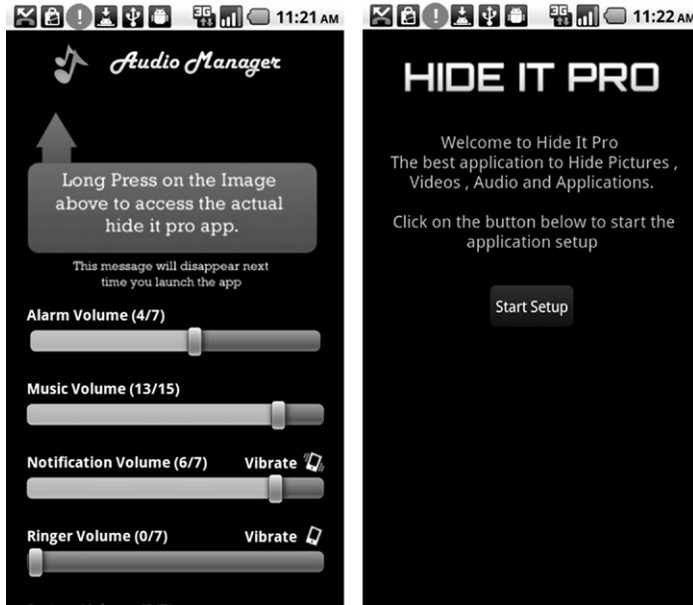 11:21 AM
Audio Manager
Long Press on the Image
above to access the actual
hide it pro app.
This message will disappear next
time you launch the app
Alarm Volume (4/7)
Music Volume (13/15)
Notification Volume (6/7) Vibrate
Ringer Volume (0/7) Vibrate
3G 11:22 AM
HIDE IT PRO
Welcome to Hide It Pro
The best application to Hide Pictures ,
Videos , Audio and Applications.
Click on the button below to start the
application setup
Start Setup